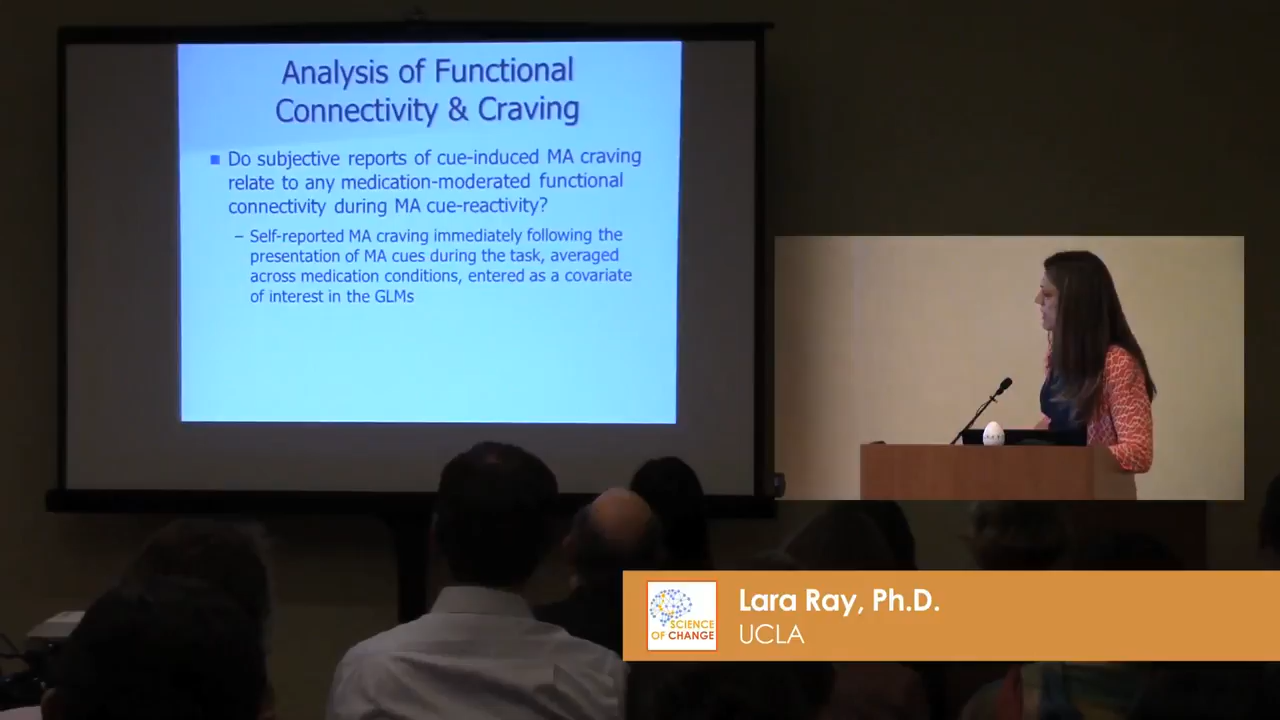 Analysis of Functional
Connectivity & Craving
Do subjective reports of cue-induced MA craving
relate to any medication-moderated functional
connectivity during MA cue-reactivity?
– Self-reported MA craving immediately following the
presentation of MA cues during the task, averaged
across medication conditions, entered as a covariate
of interest in the GLMs
SCIENCE
OF CHANGE
Lara Ray, Ph.D.
UCLA